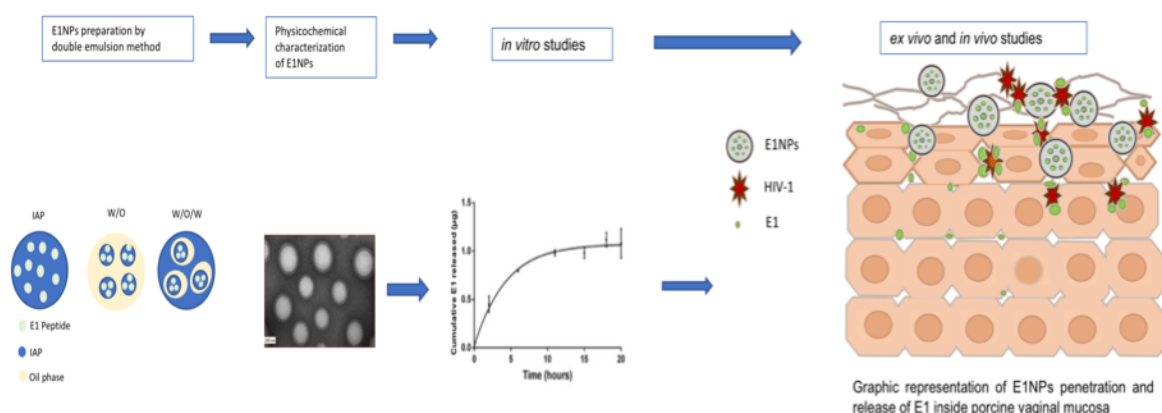 E1NPs preparation by
double emulsion method
Physicochemical
characterization
of E1NPs
in vitro studies
ex vivo and in vivo studies
E1NPs
HIV-1
E1
IAP
W/O
W/O/W
E1 Peptide
IAP
Oil phase
Cumulative E1 released (µg)
1.5
1.0
0.5
0.0
0
5
10
15
20
Time (hours)
Graphic representation of E1NPs penetration and
release of E1 inside porcine vaginal mucosa